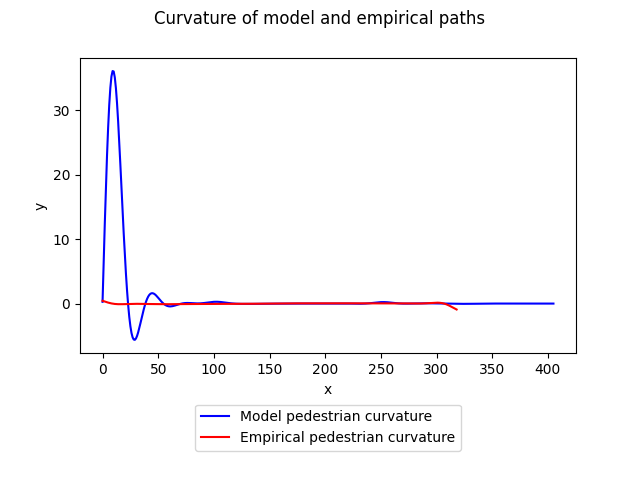 Curvature of model and empirical paths
30
20
10
0
y
0 50 100 150 200 250 300 350 400
x
Model pedestrian curvature
Empirical pedestrian curvature